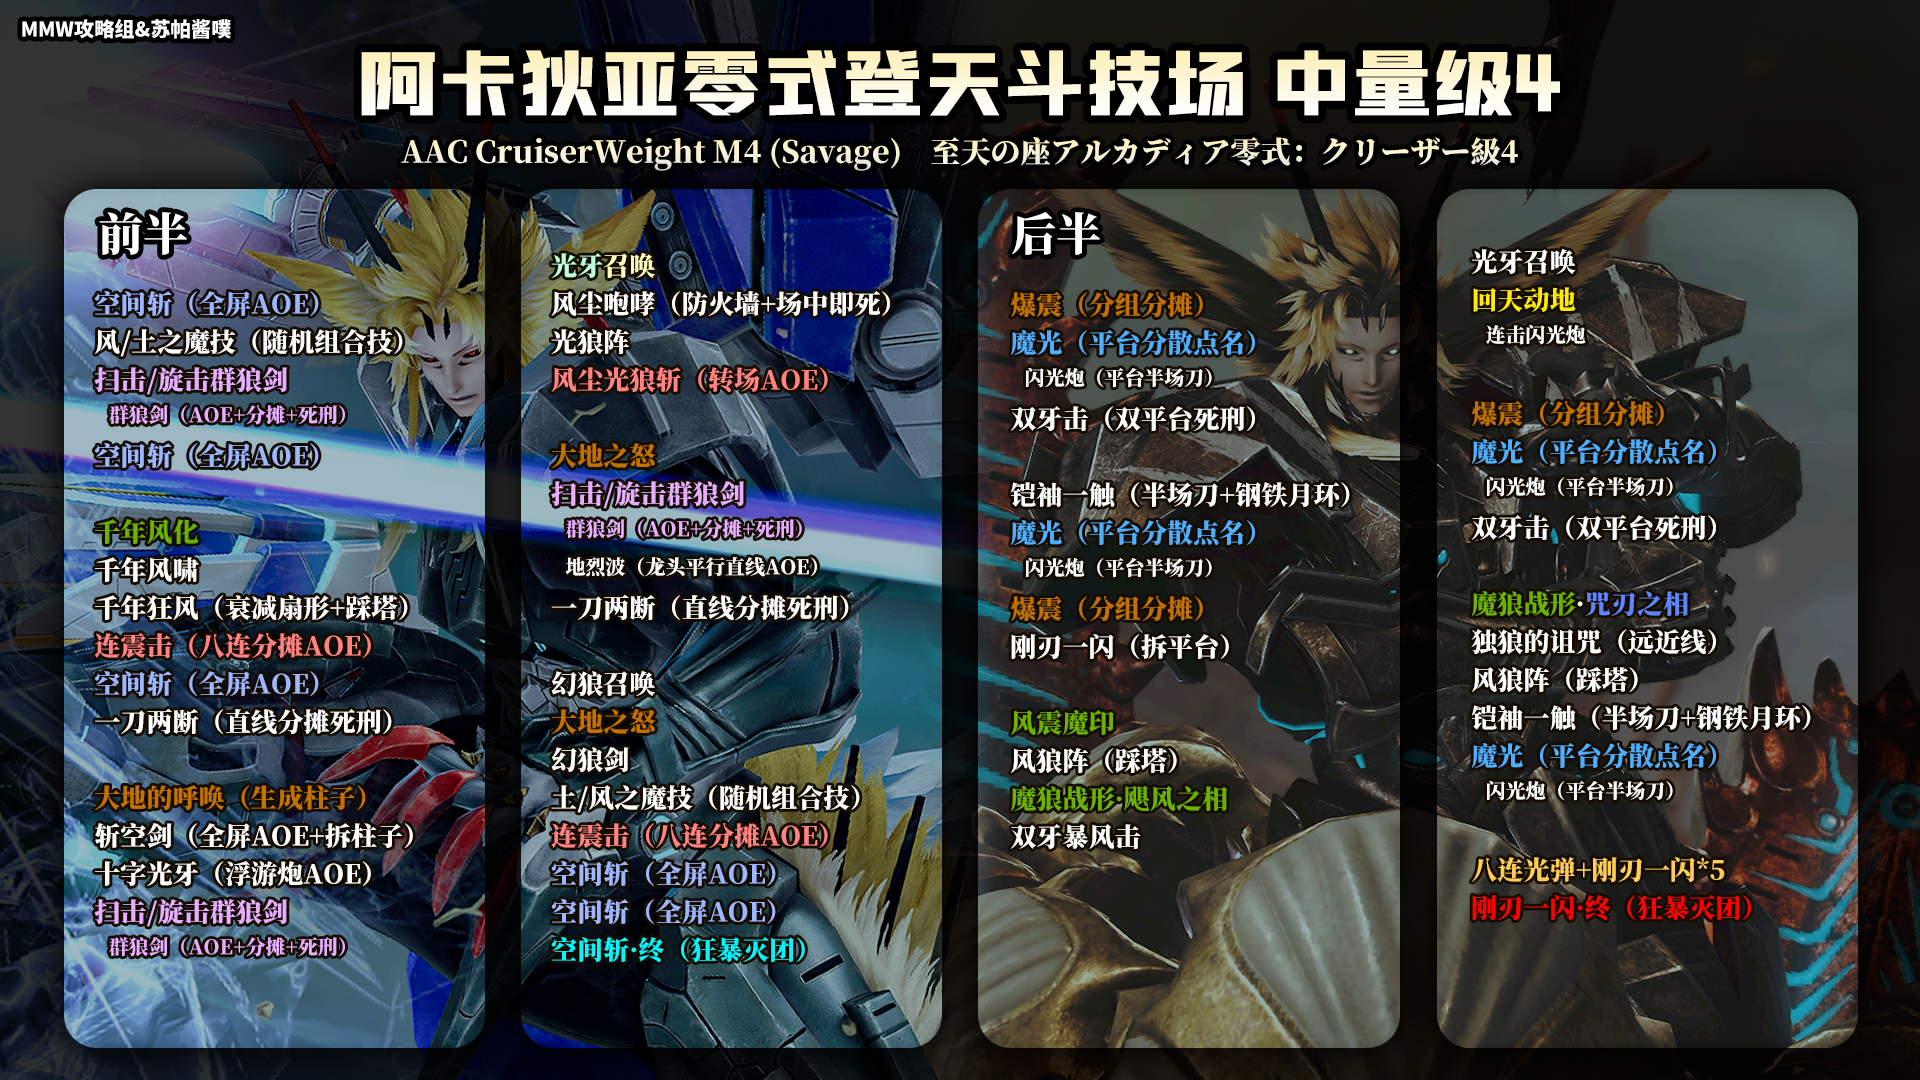 MMW攻略组&苏帕酱噗
阿卡狄亚零式登天斗技场 中量级4
AAC CruiserWeight M4 (Savage) 至天の座アルカディア零式：クリーザー級4
前半
空间斩（全屏AOE）
风/土之魔技（随机组合技）
扫击/旋击群狼剑
群狼剑（AOE+分摊+死刑）
空间斩（全屏AOE）
千年风化
千年风啸
千年狂风（衰减扇形+踩塔）
连震击（八连分摊AOE）
空间斩（全屏AOE）
一刀两断（直线分摊死刑）
大地的呼唤（生成柱子）
斩空剑（全屏AOE+拆柱子）
十字光牙（浮游炮AOE）
扫击/旋击群狼剑
群狼剑（AOE+分摊+死刑）
光牙召唤
风尘咆哮（防火墙+场中即死）
光狼阵
风尘光狼斩（转场AOE）
大地之怒
扫击/旋击群狼剑
群狼剑（AOE+分摊+死刑）
地烈波（龙头平行直线AOE）
一刀两断（直线分摊死刑）
幻狼召唤
大地之怒
幻狼剑
土/风之魔技（随机组合技）
连震击（八连分摊AOE）
空间斩（全屏AOE）
空间斩（全屏AOE）
空间斩·终（狂暴灭团）
后半
爆震（分组分摊）
魔光（平台分散点名）
闪光炮（平台半场刀）
双牙击（双平台死刑）
铠袖一触（半场刀+钢铁月环）
魔光（平台分散点名）
闪光炮（平台半场刀）
爆震（分组分摊）
刚刃一闪（拆平台）
风震魔印
风狼阵（踩塔）
魔狼战形·飓风之相
双牙暴风击
光牙召唤
回天动地
连击闪光炮
爆震（分组分摊）
魔光（平台分散点名）
闪光炮（平台半场刀）
双牙击（双平台死刑）
魔狼战形·咒刃之相
独狼的诅咒（远近线）
风狼阵（踩塔）
铠袖一触（半场刀+钢铁月环）
魔光（平台分散点名）
闪光炮（平台半场刀）
八连光弹+刚刃一闪*5
刚刃一闪·终（狂暴灭团）